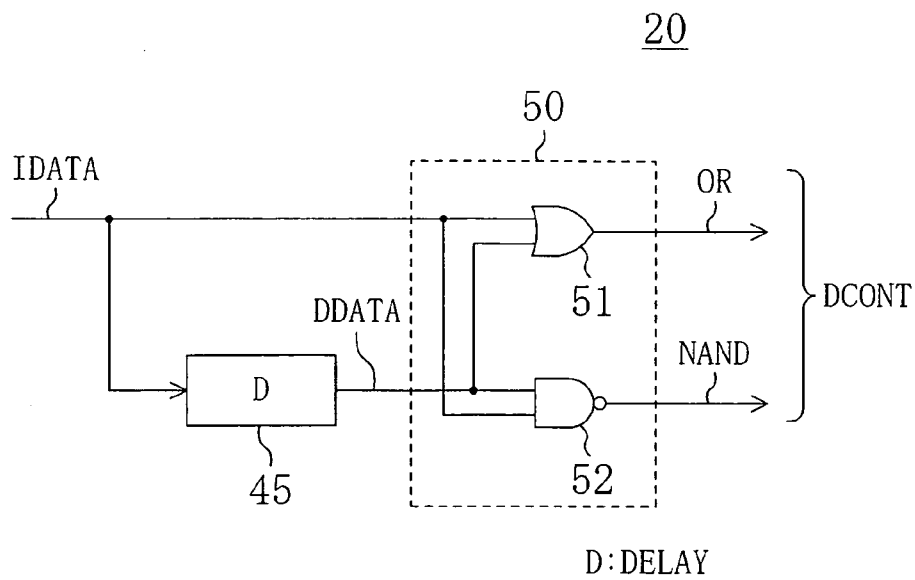 20
50
IDATA
OR
51
DCONT
DDATA
NAND
D
45
52
D:DELAY